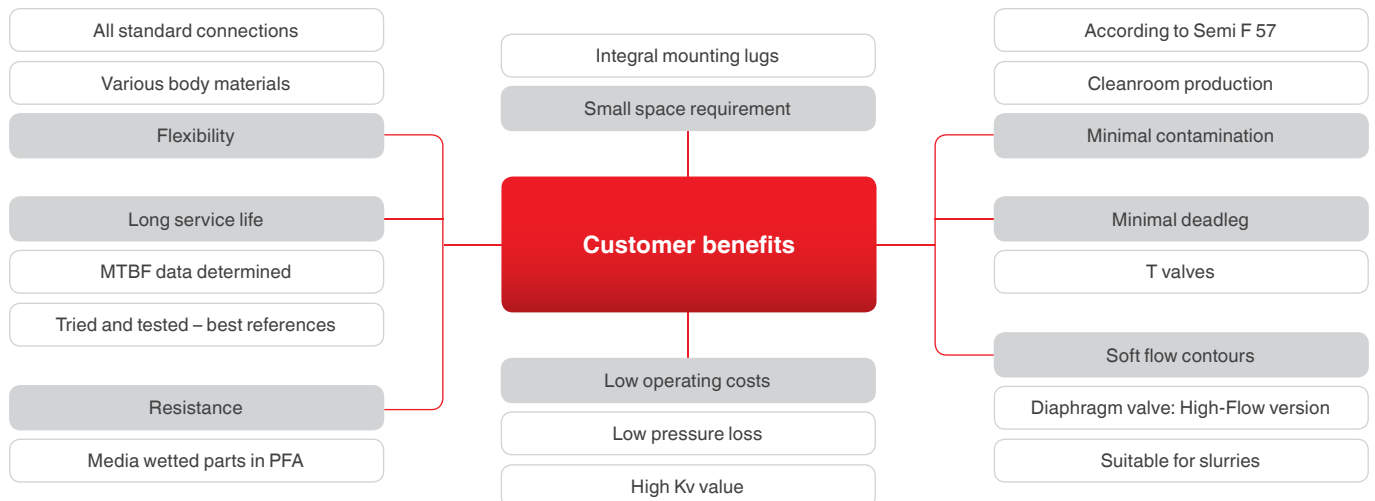 All standard connections
Various body materials
Flexibility
Long service life
MTBF data determined
Tried and tested – best references
Resistance
Media wetted parts in PFA
Integral mounting lugs
Small space requirement
Customer benefits
Low operating costs
Low pressure loss
High Kv value
According to Semi F 57
Cleanroom production
Minimal contamination
Minimal deadleg
T valves
Soft flow contours
Diaphragm valve: High-Flow version
Suitable for slurries